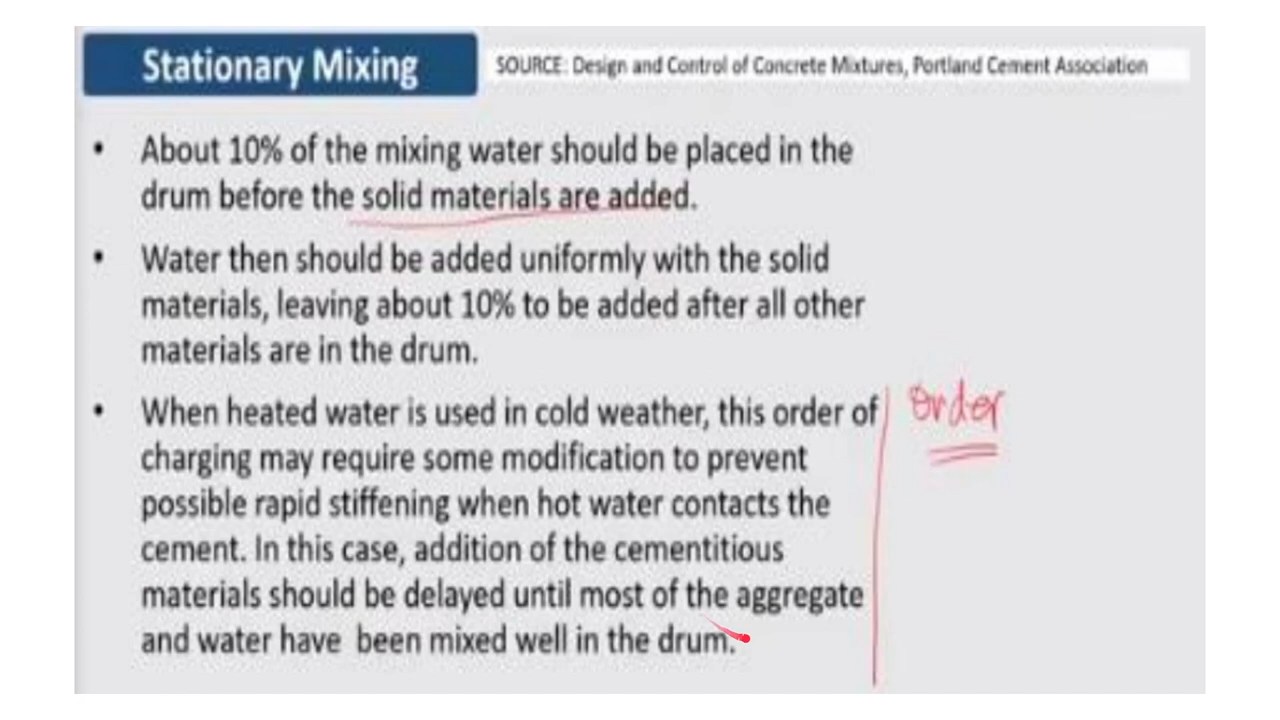 Stationary Mixing
SOURCE: Design and Control of Concrete Mixtures, Portland Cement Association
• About 10% of the mixing water should be placed in the
drum before the solid materials are added.
• Water then should be added uniformly with the solid
materials, leaving about 10% to be added after all other
materials are in the drum.
• When heated water is used in cold weather, this order of
charging may require some modification to prevent
possible rapid stiffening when hot water contacts the
cement. In this case, addition of the cementitious
materials should be delayed until most of the aggregate
and water have been mixed well in the drum.
Order